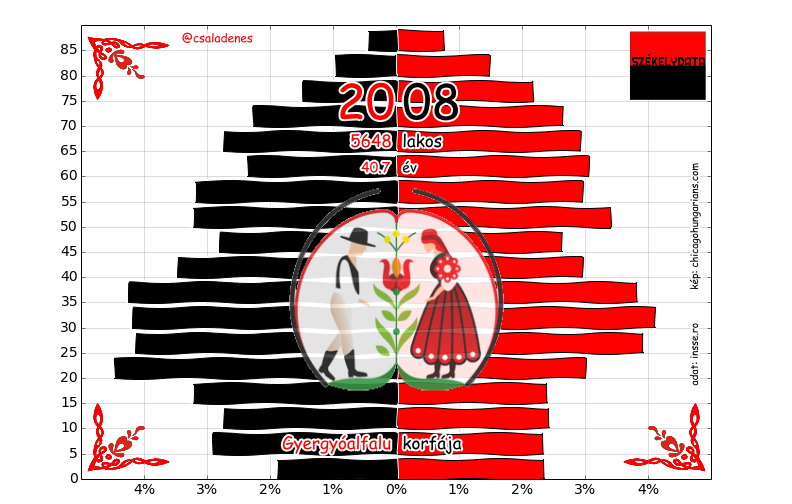 @csaladenes
SZÉKELYDATA
2008
5648 lakos
40.7 év
kép: chicagohungarians.com
adat: insse.ro
Gyergyóalfalu korfája
85
80
75
70
65
60
55
50
45
40
35
30
25
20
15
10
5
0
4% 3% 2% 1% 0% 1% 2% 3% 4%